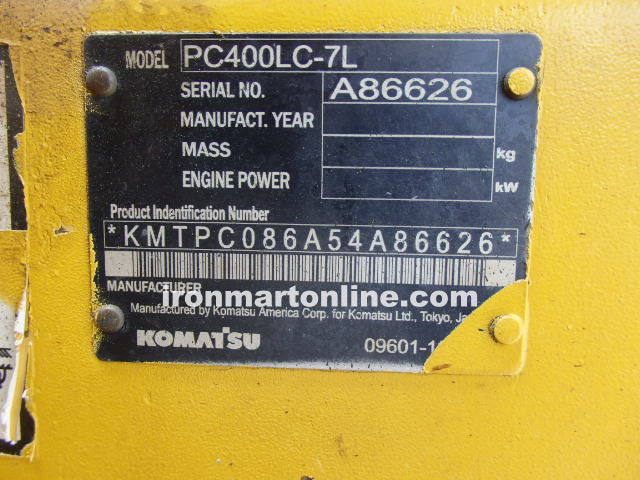 MODEL PC400LC-7L
SERIAL NO. A86626
MANUFACT. YEAR
MASS kg
ENGINE POWER kW
Product Indentification Number
*KMTPC086A54A86626*
MANUFACTURER
ironmartonline.com
Manufactured by Komatsu America Corp. for Komatsu Ltd., Tokyo,
KOMATSU 09601-